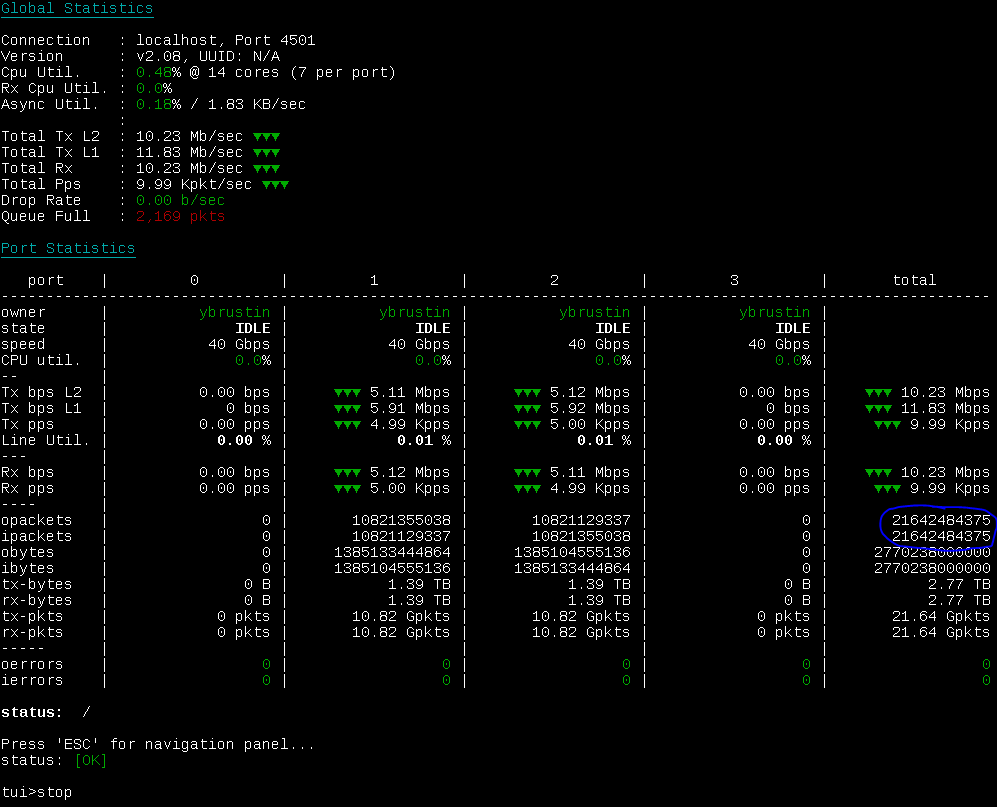 Global Statistics
Connection   : localhost, Port 4501
Version      : v2.08, UUID: N/A
Cpu Util.    : 0.48% @ 14 cores (7 per port)
Rx Cpu Util. : 0.0%
Async Util.  : 0.18% / 1.83 KB/sec
:
Total Tx L2  : 10.23 Mb/sec ▼▼▼
Total Tx L1  : 11.83 Mb/sec ▼▼▼
Total Rx     : 10.23 Mb/sec ▼▼▼
Total Pps    : 9.99 Kpkt/sec ▼▼▼
Drop Rate    : 0.00 b/sec
Queue Full   : 2,169 pkts
Port Statistics
port | 0 | 1 | 2 | 3 | total
owner | ybrustin | ybrustin | ybrustin | ybrustin |
state | IDLE | IDLE | IDLE | IDLE |
speed | 40 Gbps | 40 Gbps | 40 Gbps | 40 Gbps |
CPU util. | 0.0% | 0.0% | 0.0% | 0.0% |
-- | | | | |
Tx bps L2 | 0.00 bps | ▼▼▼ 5.11 Mbps | ▼▼▼ 5.12 Mbps | 0.00 bps | ▼▼▼ 10.23 Mbps
Tx bps L1 | 0 bps | ▼▼▼ 5.91 Mbps | ▼▼▼ 5.92 Mbps | 0 bps | ▼▼▼ 11.83 Mbps
Tx pps | 0.00 pps | ▼▼▼ 4.99 Kpps | ▼▼▼ 5.00 Kpps | 0.00 pps | ▼▼▼ 9.99 Kpps
Line Util. | 0.00 % | 0.01 % | 0.01 % | 0.00 % |
--- | | | | |
Rx bps | 0.00 bps | ▼▼▼ 5.12 Mbps | ▼▼▼ 5.11 Mbps | 0.00 bps | ▼▼▼ 10.23 Mbps
Rx pps | 0.00 pps | ▼▼▼ 5.00 Kpps | ▼▼▼ 4.99 Kpps | 0.00 pps | ▼▼▼ 9.99 Kpps
---- | | | | |
opackets | 0 | 10821355038 | 10821129337 | 0 | 21642484375
ipackets | 0 | 10821129337 | 10821355038 | 0 | 21642484375
obytes | 0 | 1385133444864 | 1385104555136 | 0 | 2770238000000
ibytes | 0 | 1385104555136 | 1385133444864 | 0 | 2770238000000
tx-bytes | 0 B | 1.39 TB | 1.39 TB | 0 B | 2.77 TB
rx-bytes | 0 B | 1.39 TB | 1.39 TB | 0 B | 2.77 TB
tx-pkts | 0 pkts | 10.82 Gpkts | 10.82 Gpkts | 0 pkts | 21.64 Gpkts
rx-pkts | 0 pkts | 10.82 Gpkts | 10.82 Gpkts | 0 pkts | 21.64 Gpkts
----- | | | | |
oerrors | 0 | 0 | 0 | 0 | 0
ierrors | 0 | 0 | 0 | 0 | 0
status:  /
Press 'ESC' for navigation panel...
status: [OK]
tui>stop